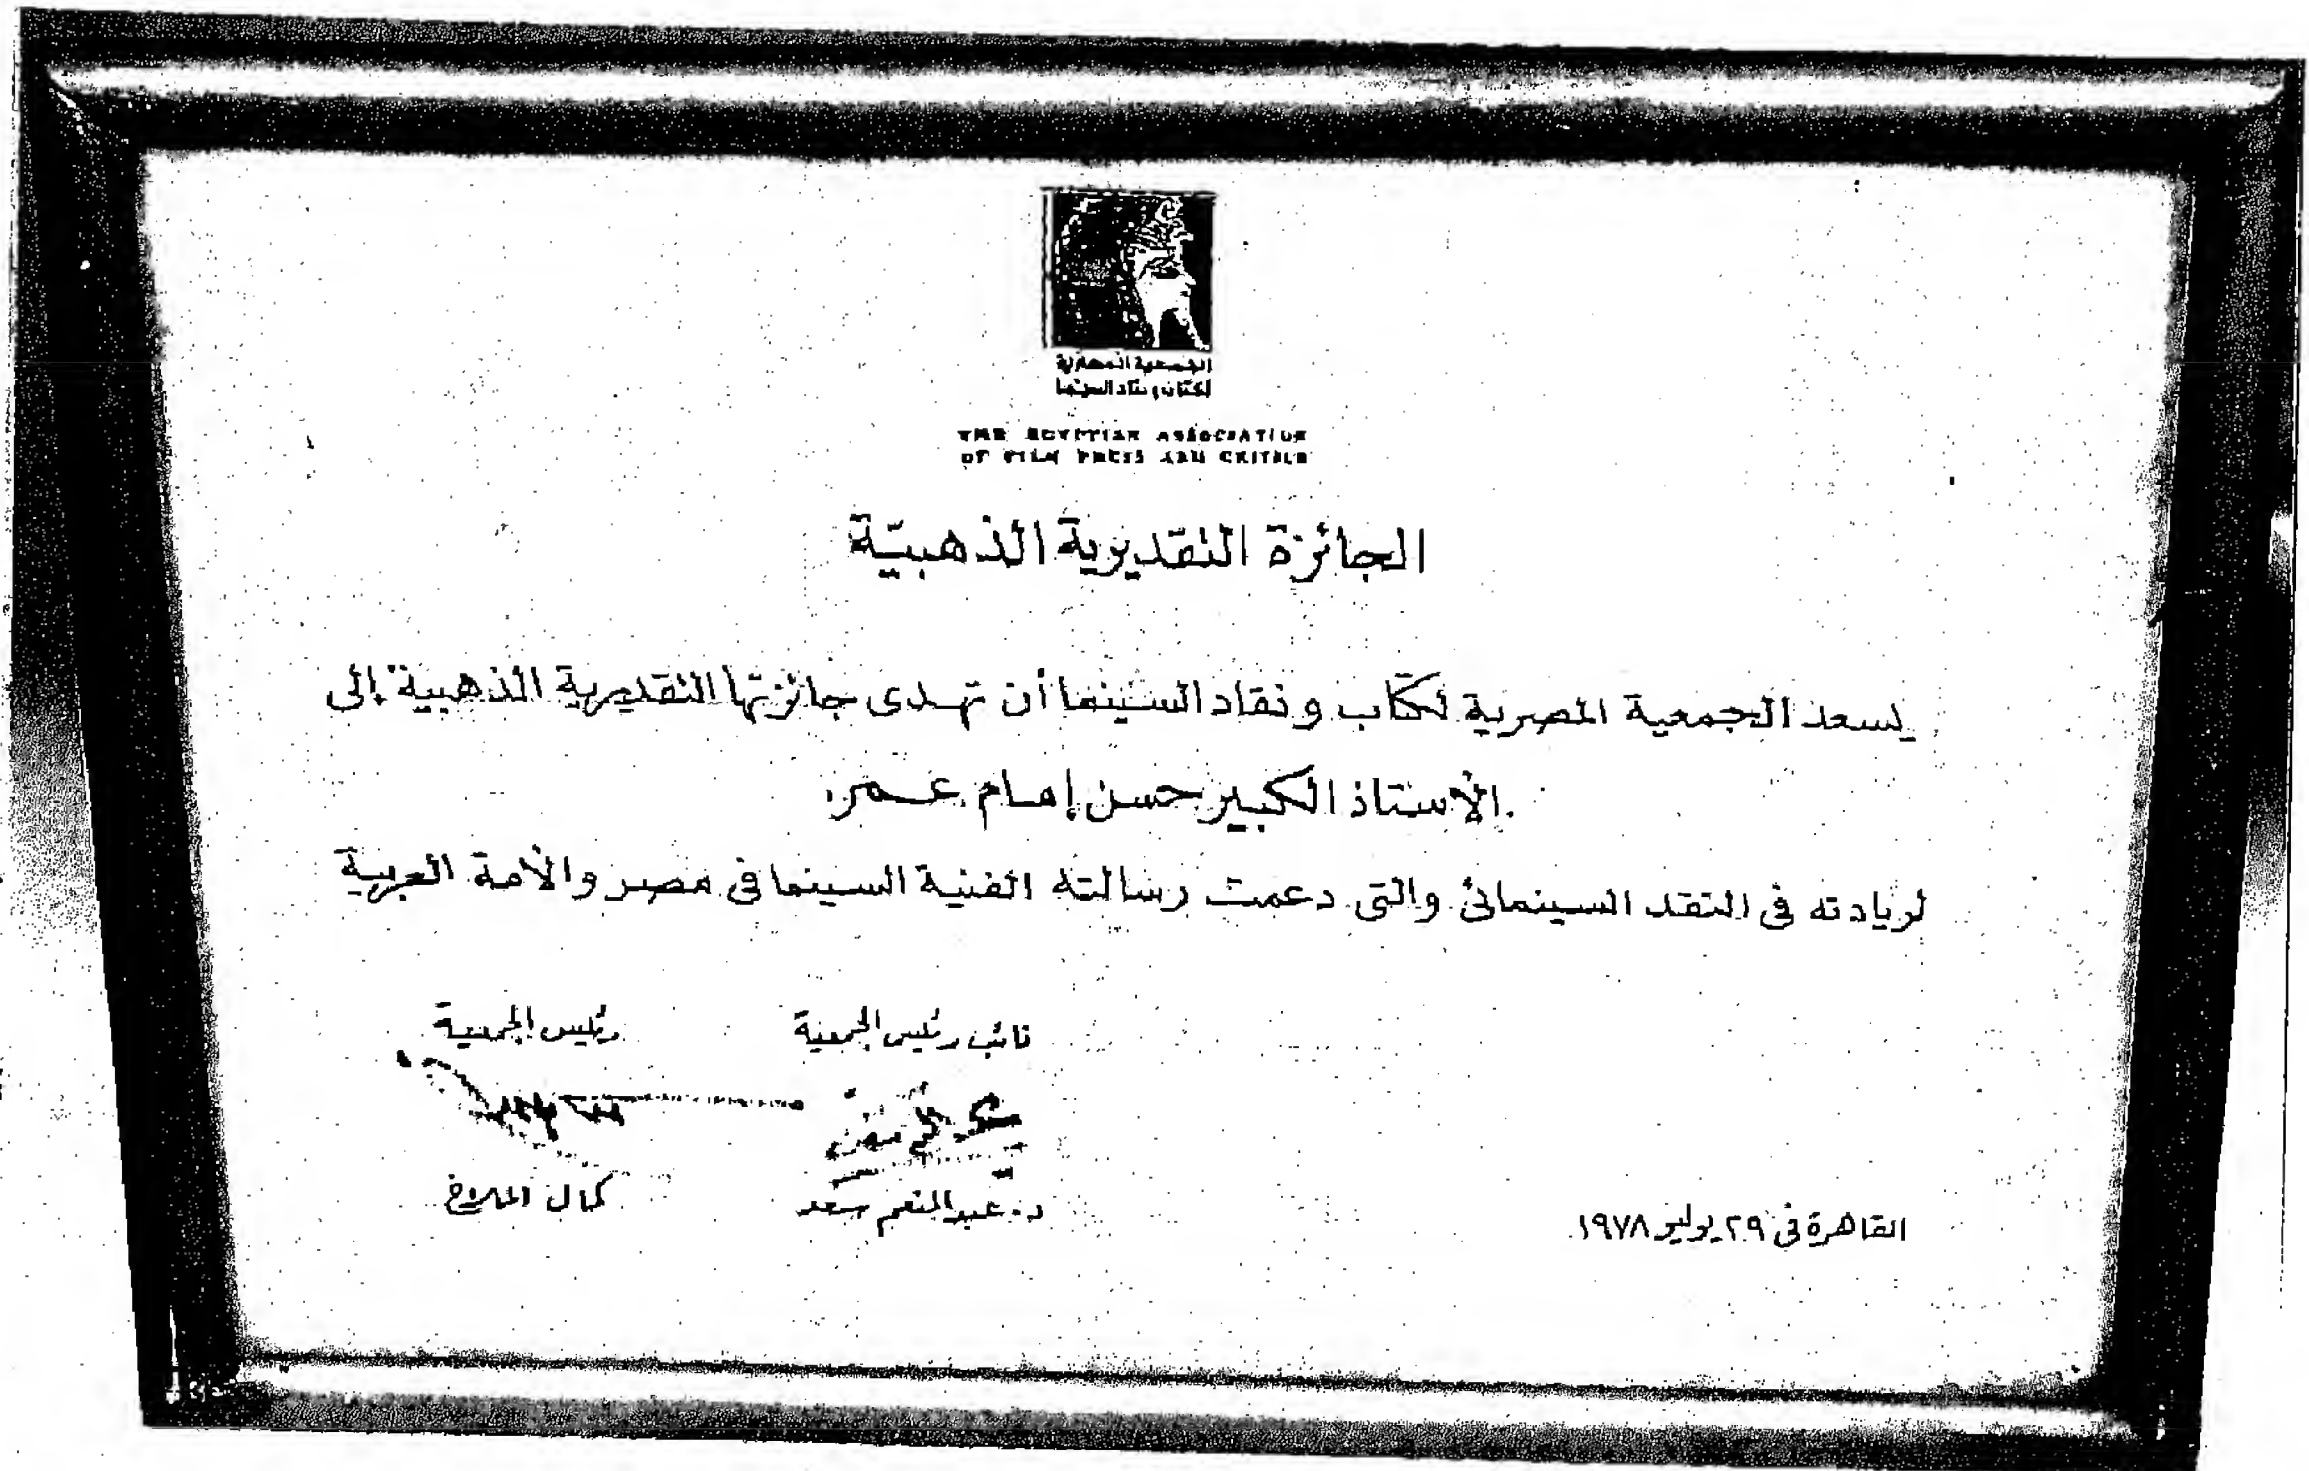 الجمعية المصرية
لكتاب ونقاد السينما
THE EGYPTIAN ASSOCIATION
OF FILM PRESS AND CRITICS
الجائزة التقديرية الذهبيّة
يسعد الجمعية المصرية لكتّاب ونقاد السينما أن تهدى جائزتها التقديرية الذهبية إلى
الأستاذ الكبير حسن إمام عمر
لريادته فى النقد السينمائى والتى دعمت رسالته الفنية السينما فى مصر والأمة العربية
نائب رئيس الجمعية رئيس الجمعية
د. عبد المنعم سعد كمال الملاخ
القاهرة فى ٢٩ يوليو ١٩٧٨